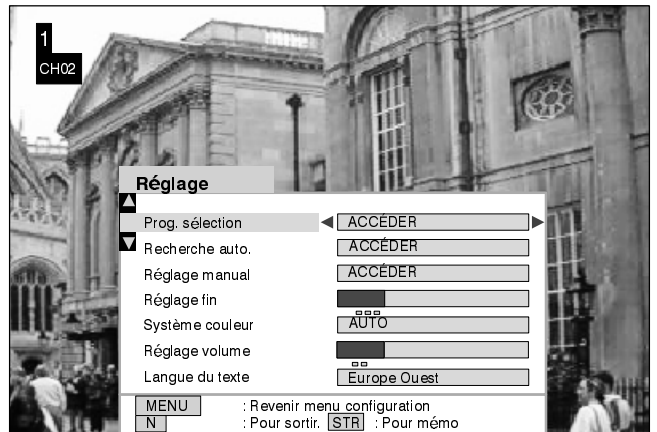 1
CH02
Réglage
Prog. sélection ACCÉDER
Recherche auto. ACCÉDER
Réglage manual ACCÉDER
Réglage fin
Système couleur AUTO
Réglage volume
Langue du texte Europe Ouest
MENU : Revenir menu configuration
N : Pour sortir. STR : Pour mémo